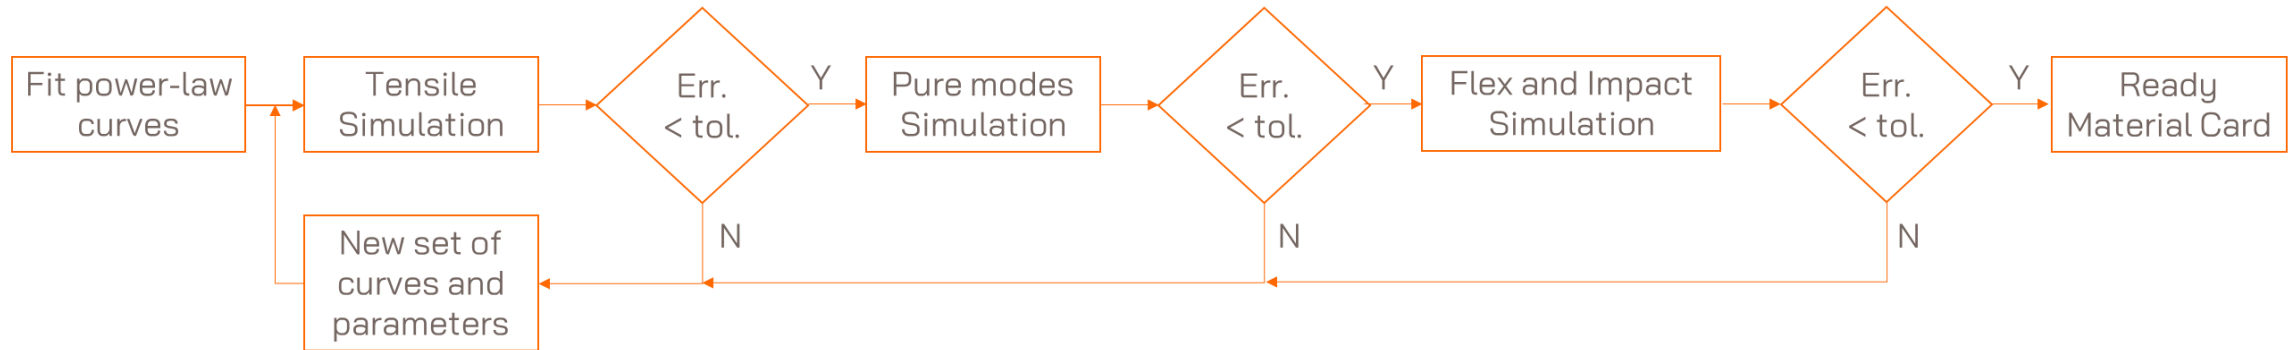 Fit power-law
curves
Tensile
Simulation
Err.
< tol.
Y
Pure modes
Simulation
Err.
< tol.
Y
Flex and Impact
Simulation
Err.
< tol.
Y
Ready
Material Card
New set of
curves and
parameters
N
N
N